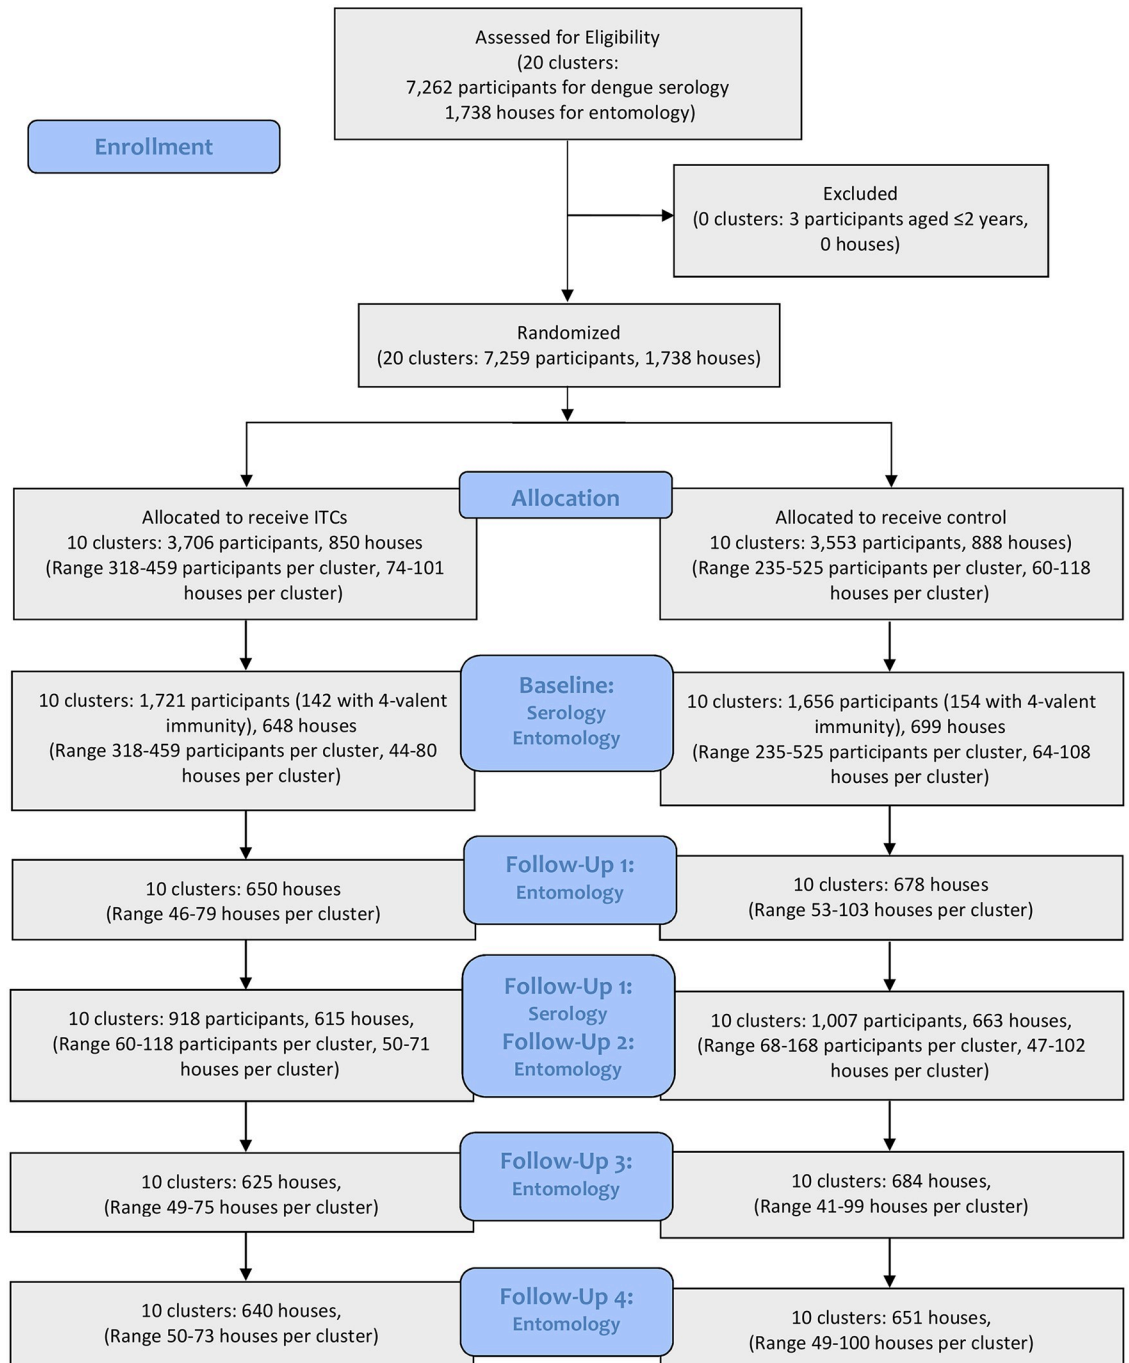 Assessed for Eligibility
(20 clusters:
7,262 participants for dengue serology
1,738 houses for entomology)
Enrollment
Excluded
(0 clusters: 3 participants aged ≤2 years,
0 houses)
Randomized
(20 clusters: 7,259 participants, 1,738 houses)
Allocation
Allocated to receive ITCs
10 clusters: 3,706 participants, 850 houses
(Range 318-459 participants per cluster, 74-101
houses per cluster)
Allocated to receive control
10 clusters: 3,553 participants, 888 houses)
(Range 235-525 participants per cluster, 60-118
houses per cluster)
Baseline:
Serology
Entomology
10 clusters: 1,721 participants (142 with 4-valent
immunity), 648 houses
(Range 318-459 participants per cluster, 44-80
houses per cluster)
10 clusters: 1,656 participants (154 with 4-valent
immunity), 699 houses
(Range 235-525 participants per cluster, 64-108
houses per cluster)
Follow-Up 1:
Entomology
10 clusters: 650 houses
(Range 46-79 houses per cluster)
10 clusters: 678 houses
(Range 53-103 houses per cluster)
Follow-Up 1:
Serology
Follow-Up 2:
Entomology
10 clusters: 918 participants, 615 houses,
(Range 60-118 participants per cluster, 50-71
houses per cluster)
10 clusters: 1,007 participants, 663 houses,
(Range 68-168 participants per cluster, 47-102
houses per cluster)
Follow-Up 3:
Entomology
10 clusters: 625 houses,
(Range 49-75 houses per cluster)
10 clusters: 684 houses,
(Range 41-99 houses per cluster)
Follow-Up 4:
Entomology
10 clusters: 640 houses,
(Range 50-73 houses per cluster)
10 clusters: 651 houses,
(Range 49-100 houses per cluster)